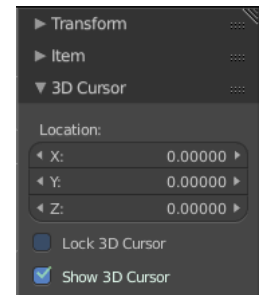 Transform
Item
3D Cursor
Location:
X: 0.00000
Y: 0.00000
Z: 0.00000
Lock 3D Cursor
Show 3D Cursor